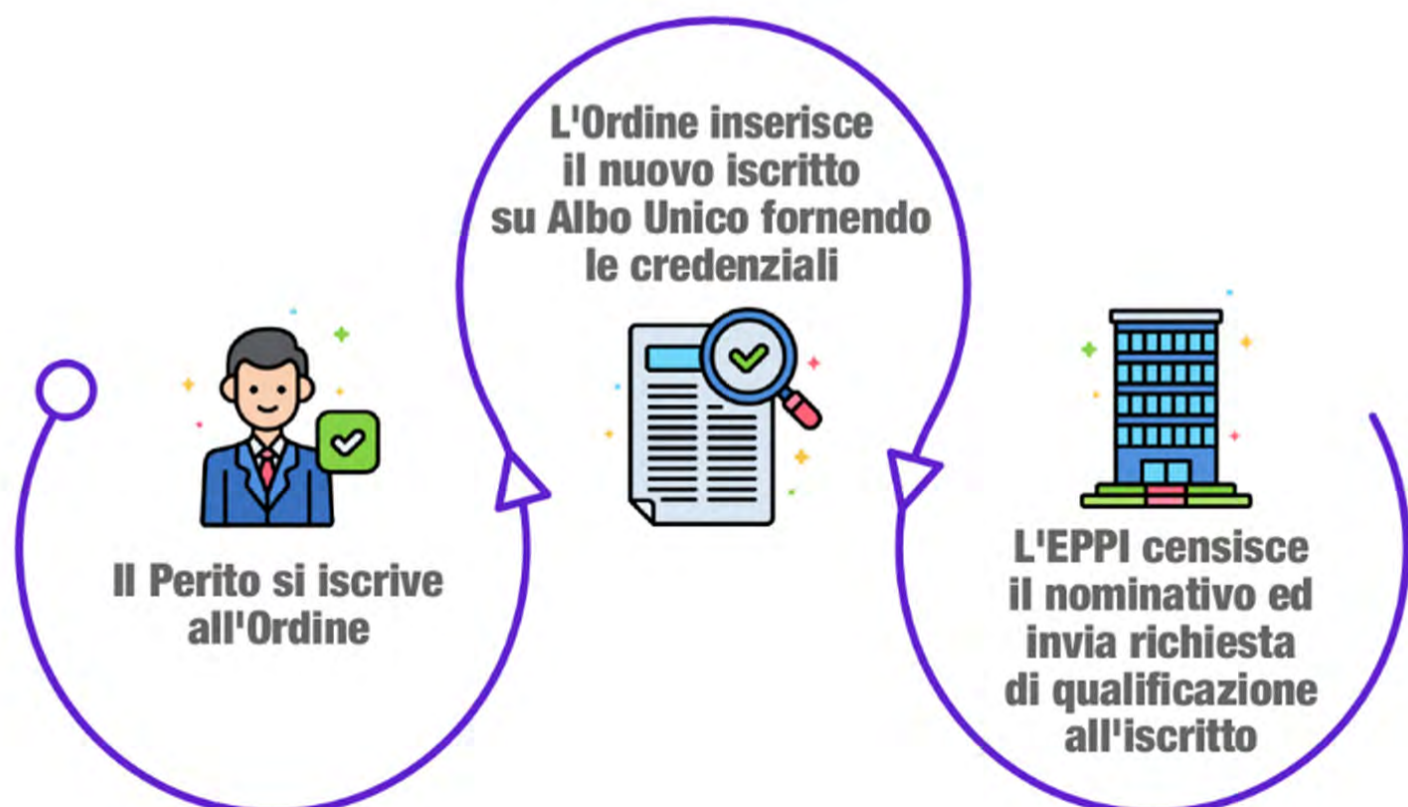 Il Perito si iscrive
all'Ordine
L'Ordine inserisce
il nuovo iscritto
su Albo Unico fornendo
le credenziali
L'EPPI censisce
il nominativo ed
invia richiesta
di qualificazione
all'iscritto